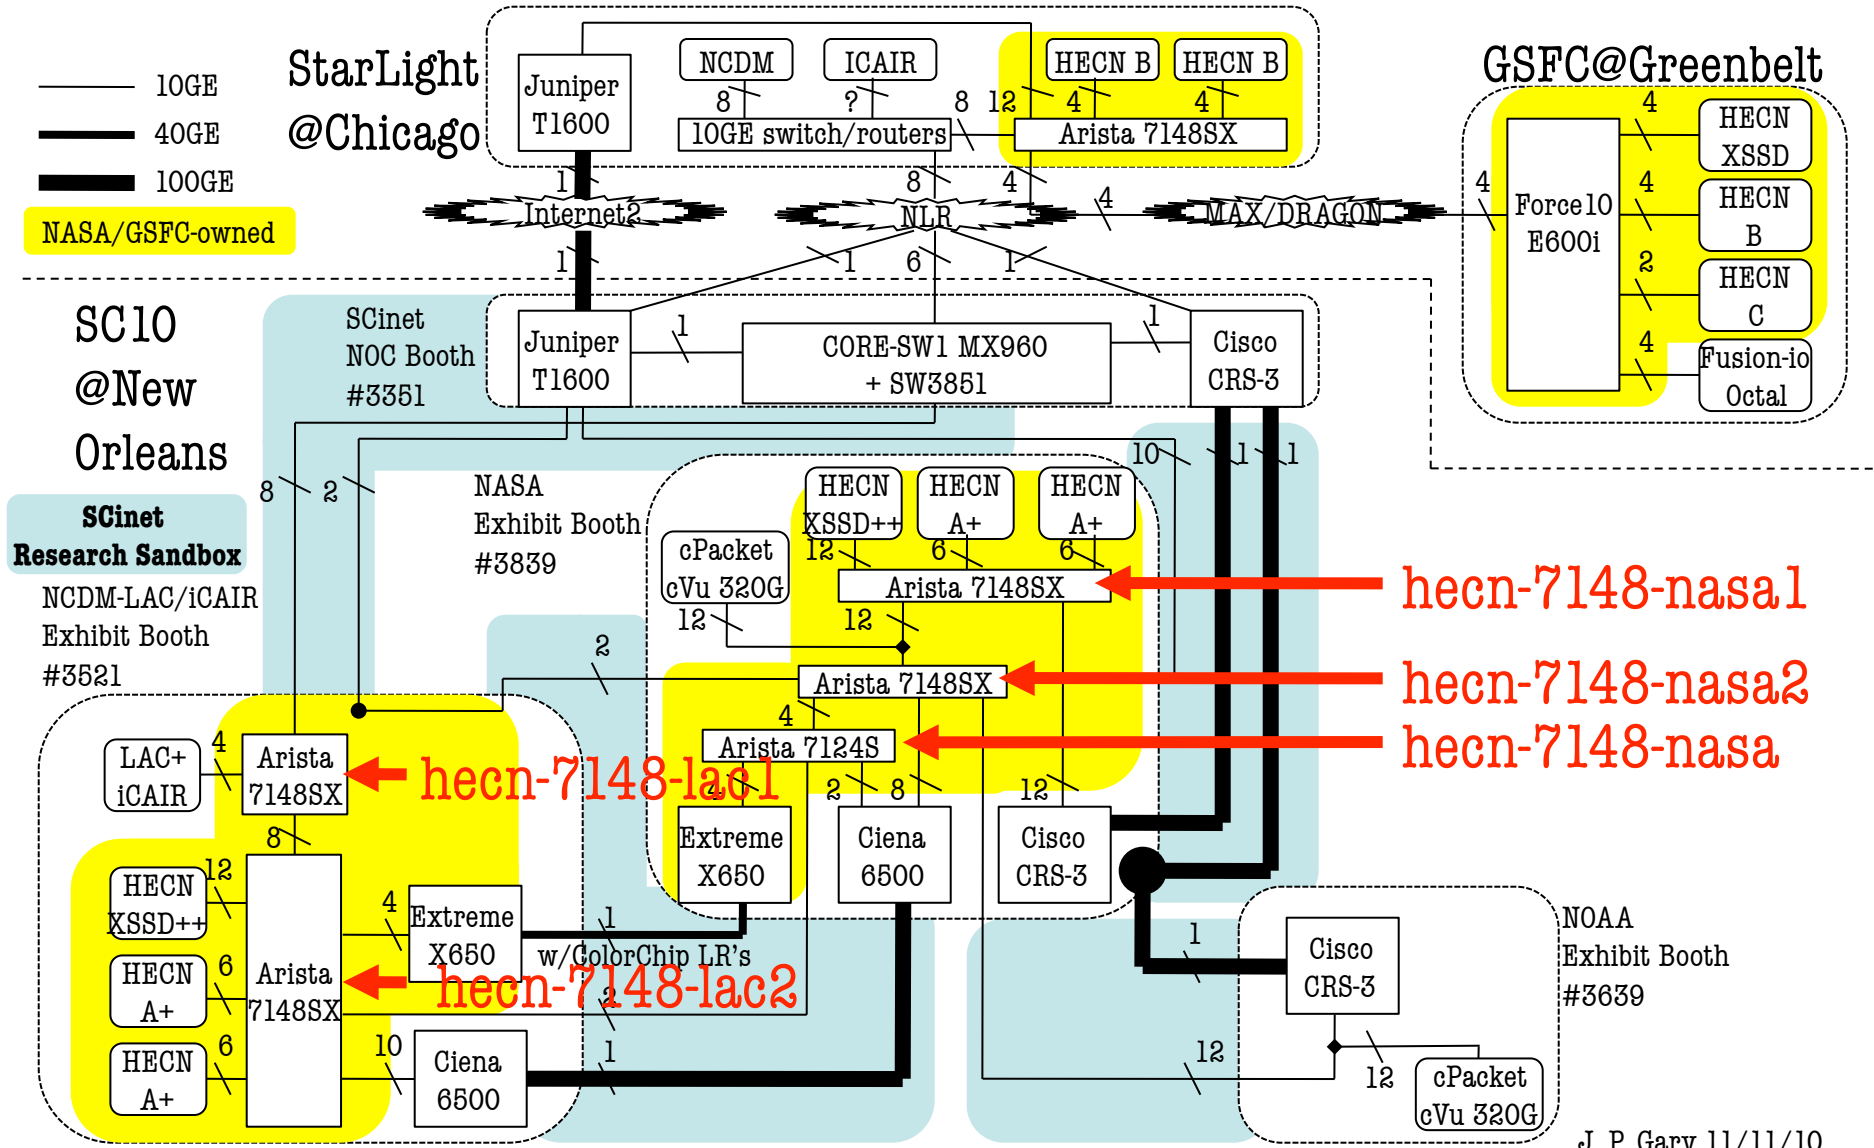 10GE
40GE
100GE
NASA/GSFC-owned
StarLight
@Chicago
Juniper
T1600
NCDM
ICAIR
HECN B
HECN B
8
?
8
12
4
4
10GE switch/routers
Arista 7148SX
GSFC@Greenbelt
Force10
E600i
4
4
HECN
XSSD
4
HECN
B
2
HECN
C
4
Fusion-io
Octal
1
8
4
Internet2
NLR
4
MAX/DRAGON
1
1
6
1
SC10
@New
Orleans
SCinet
NOC Booth
#3351
Juniper
T1600
1
CORE-SW1 MX960
+ SW3851
1
Cisco
CRS-3
8
2
10
1
1
SCinet
Research Sandbox
NASA
Exhibit Booth
#3839
HECN
XSSD++
HECN
A+
HECN
A+
cPacket
cVu 320G
12
6
6
Arista 7148SX
hecn-7148-nasa1
12
12
NCDM-LAC/iCAIR
Exhibit Booth
#3521
2
Arista 7148SX
hecn-7148-nasa2
4
Arista 7124S
hecn-7148-nasa
4
2
8
12
Extreme
X650
Ciena
6500
Cisco
CRS-3
LAC+
iCAIR
4
Arista
7148SX
hecn-7148-lac1
8
HECN
XSSD++
12
HECN
A+
6
HECN
A+
6
Arista
7148SX
hecn-7148-lac2
4
Extreme
X650
1
w/ColorChip LR's
2
10
Ciena
6500
1
1
Cisco
CRS-3
NOAA
Exhibit Booth
#3639
12
12
cPacket
cVu 320G
J. P. Gary 11/11/10